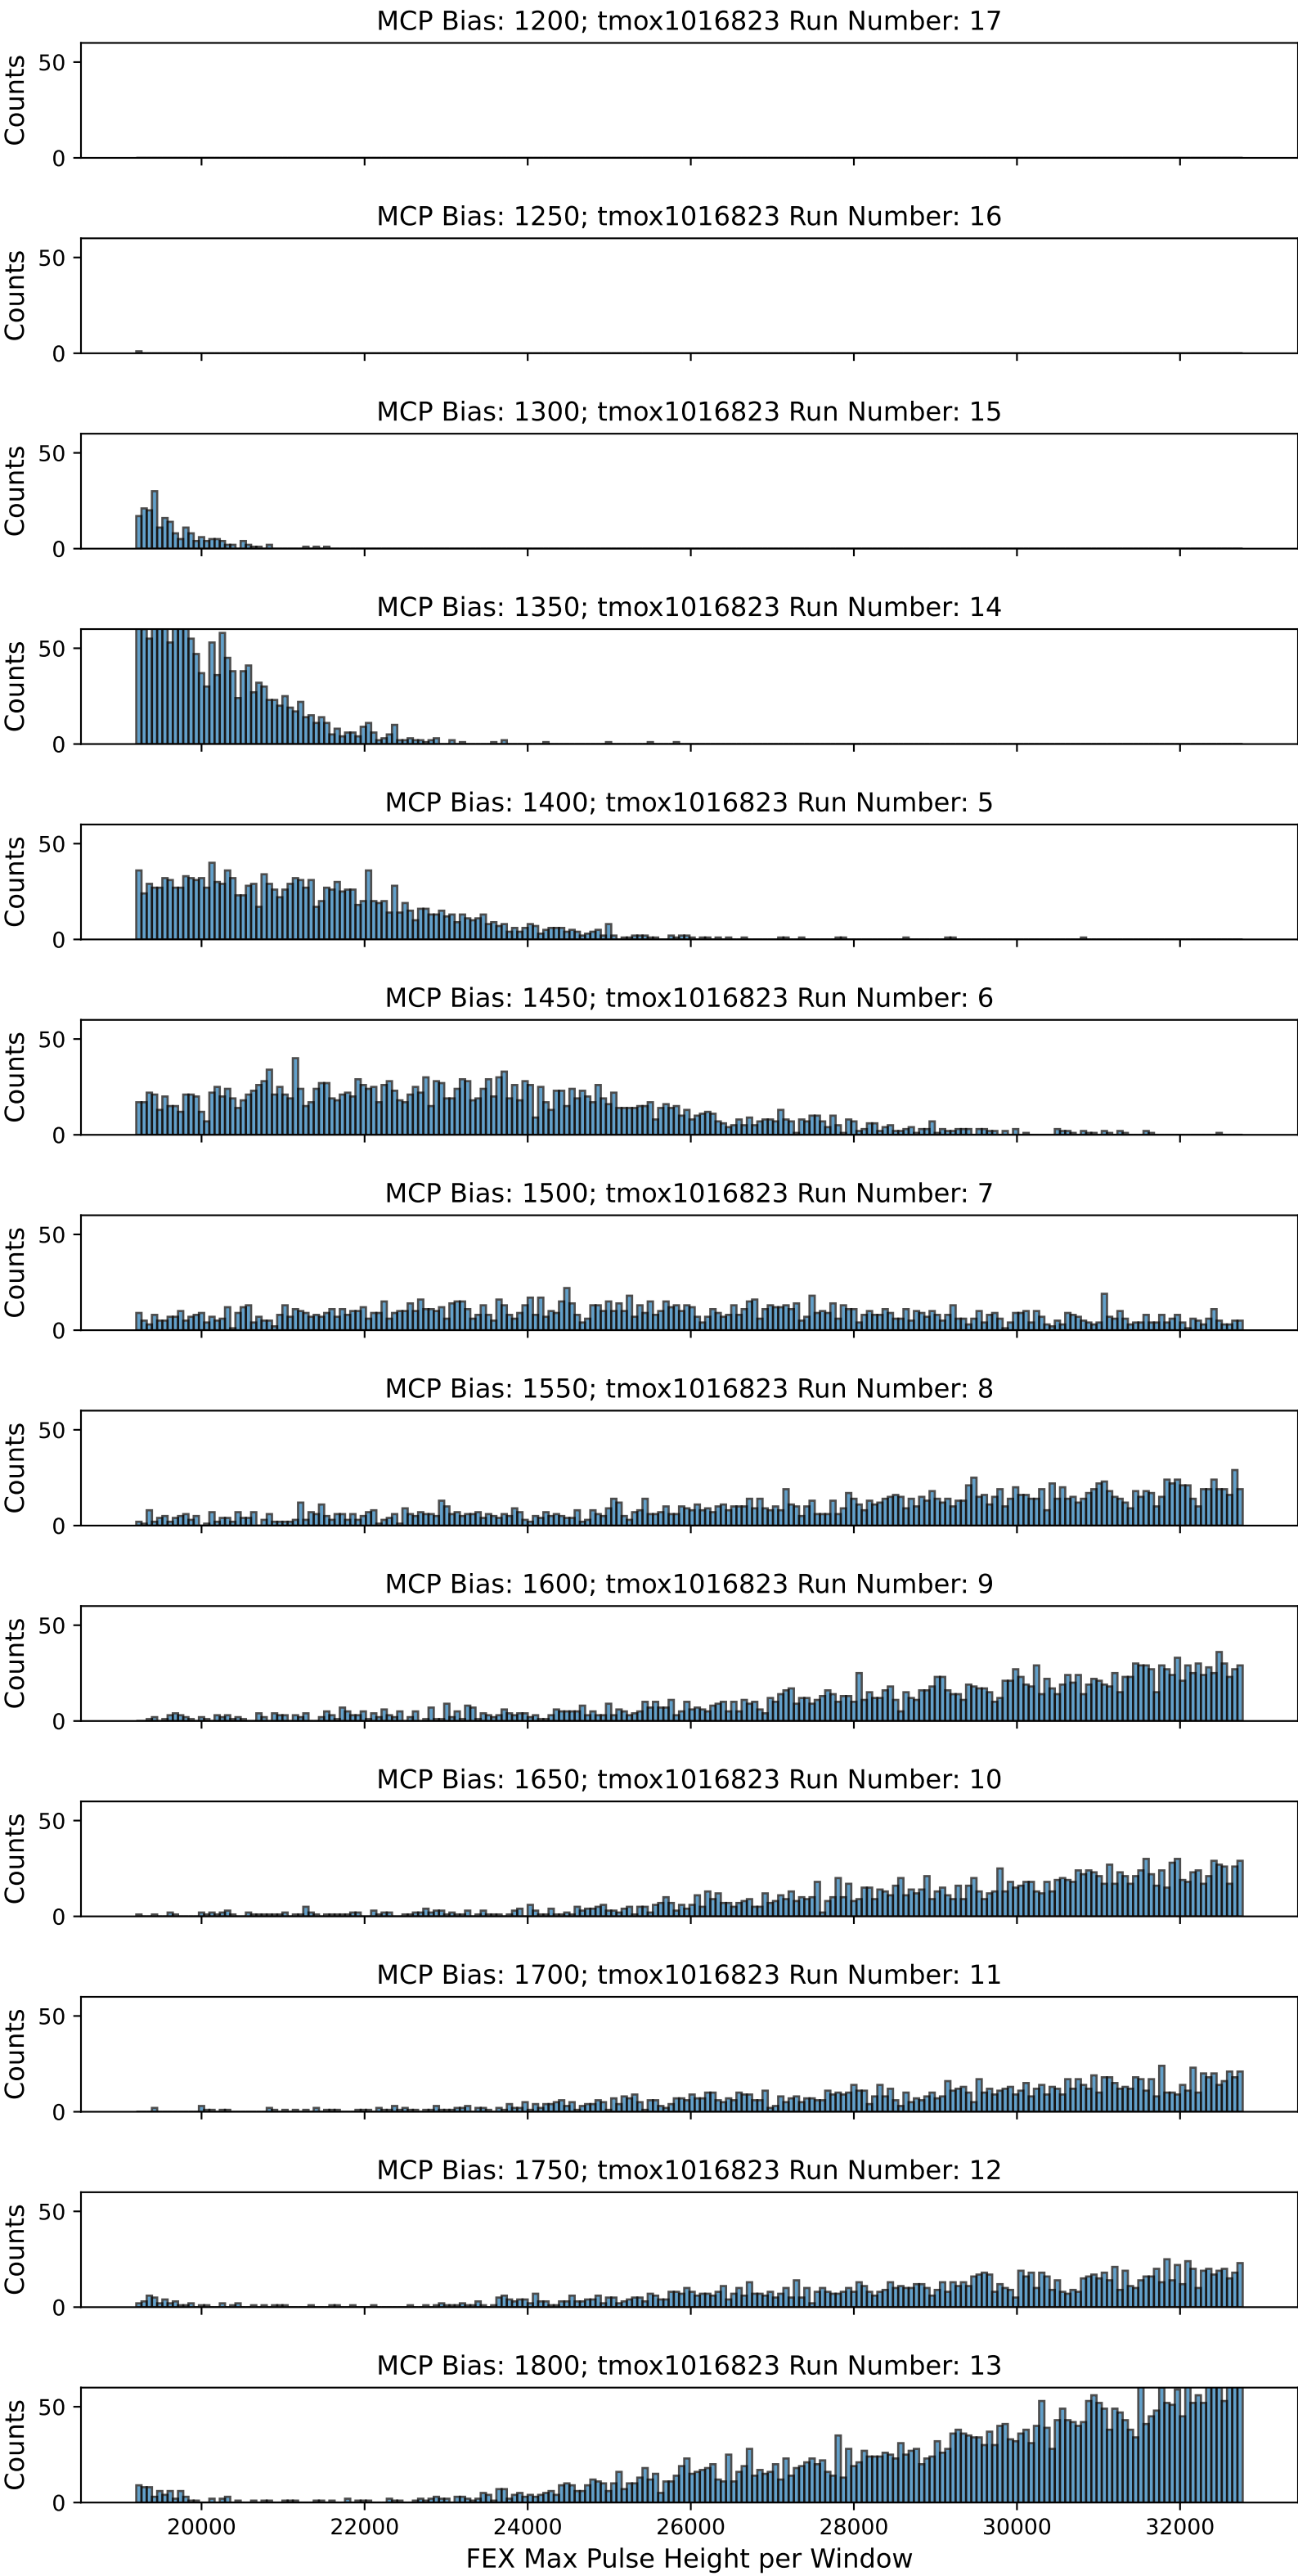 MCP Bias: 1200; tmox1016823 Run Number: 17
Counts
50
0
MCP Bias: 1250; tmox1016823 Run Number: 16
Counts
50
0
MCP Bias: 1300; tmox1016823 Run Number: 15
Counts
50
0
MCP Bias: 1350; tmox1016823 Run Number: 14
Counts
50
0
MCP Bias: 1400; tmox1016823 Run Number: 5
Counts
50
0
MCP Bias: 1450; tmox1016823 Run Number: 6
Counts
50
0
MCP Bias: 1500; tmox1016823 Run Number: 7
Counts
50
0
MCP Bias: 1550; tmox1016823 Run Number: 8
Counts
50
0
MCP Bias: 1600; tmox1016823 Run Number: 9
Counts
50
0
MCP Bias: 1650; tmox1016823 Run Number: 10
Counts
50
0
MCP Bias: 1700; tmox1016823 Run Number: 11
Counts
50
0
MCP Bias: 1750; tmox1016823 Run Number: 12
Counts
50
0
MCP Bias: 1800; tmox1016823 Run Number: 13
Counts
50
0
20000 22000 24000 26000 28000 30000 32000
FEX Max Pulse Height per Window